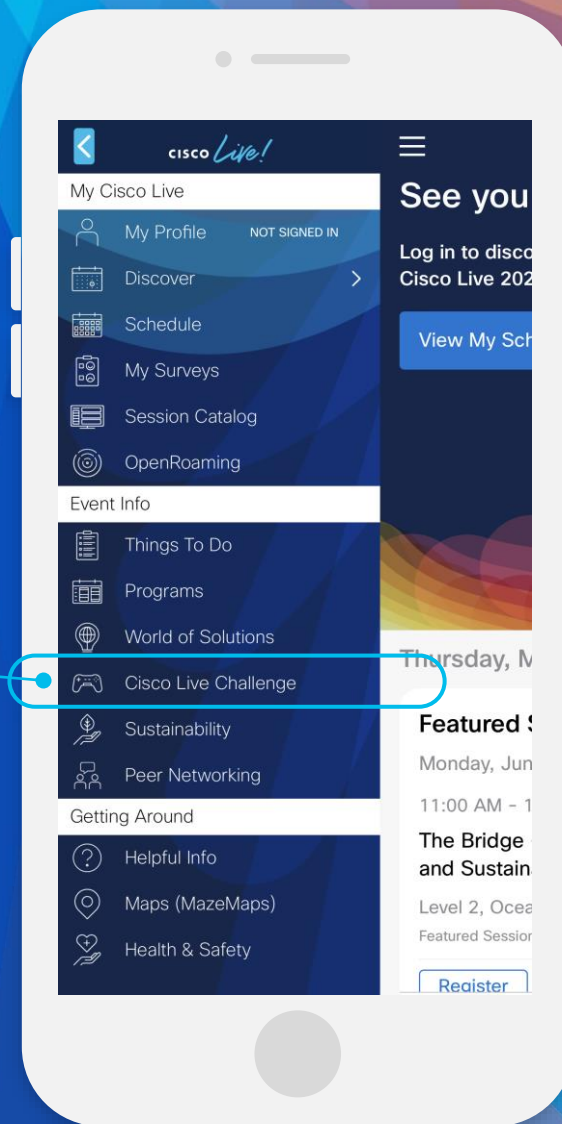 CISCO Live!
My Cisco Live
My Profile NOT SIGNED IN
Discover
Schedule
My Surveys
Session Catalog
OpenRoaming
Event Info
Things To Do
Programs
World of Solutions
Cisco Live Challenge
Sustainability
Peer Networking
Getting Around
Helpful Info
Maps (MazeMaps)
Health & Safety
See you
Log in to disco
Cisco Live 202
View My Sch
Thursday, M
Featured S
Monday, Jun
11:00 AM - 1
The Bridge
and Sustain
Level 2, Ocea
Featured Session
Register